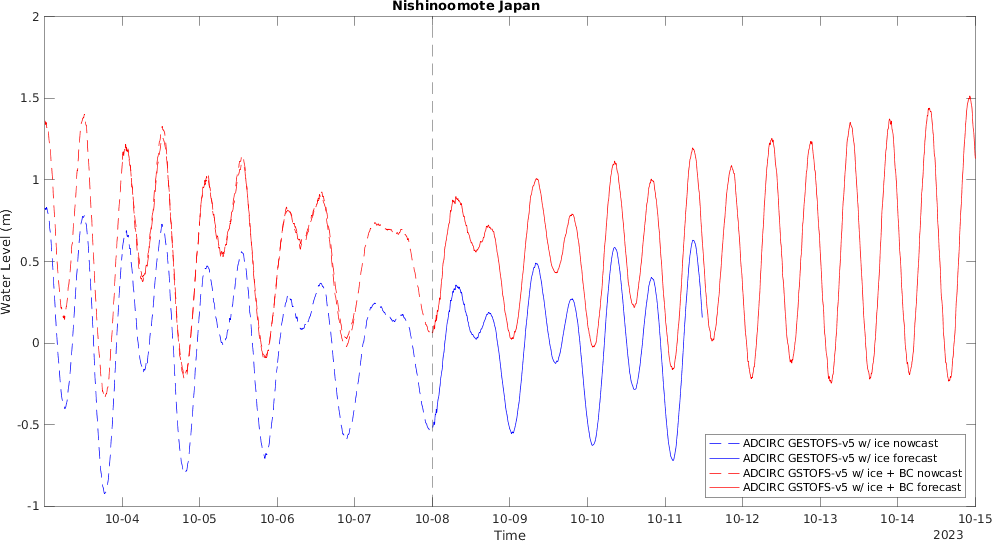 Nishinoomote Japan
2
1.5
1
0.5
0
-0.5
-1
Water Level (m)
10-04
10-05
10-06
10-07
10-08
10-09
10-10
10-11
10-12
10-13
10-14
10-15
Time
2023
ADCIRC GESTOFS-v5 w/ ice nowcast
ADCIRC GESTOFS-v5 w/ ice forecast
ADCIRC GSTOFS-v5 w/ ice + BC nowcast
ADCIRC GSTOFS-v5 w/ ice + BC forecast